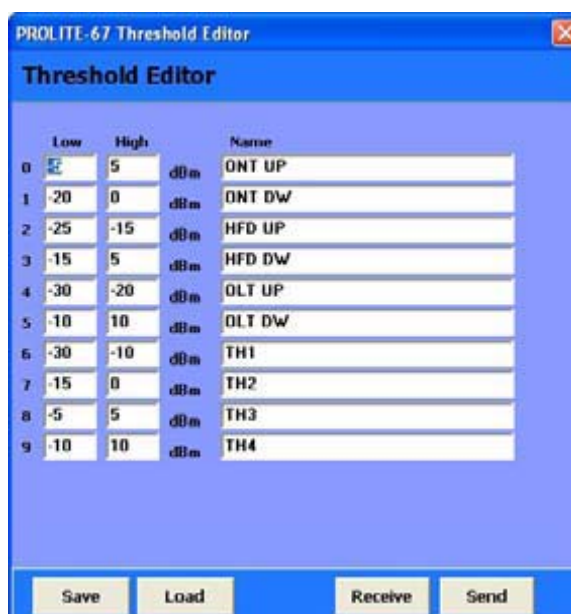 PROLITE-67 Threshold Editor
Threshold Editor
Low High Name
0 5 dBm ONT UP
1 -20 0 dBm ONT DW
2 -25 -15 dBm HFD UP
3 -15 5 dBm HFD DW
4 -30 -20 dBm OLT UP
5 -10 10 dBm OLT DW
6 -30 -10 dBm TH1
7 -15 0 dBm TH2
8 -5 5 dBm TH3
9 -10 10 dBm TH4
Save Load Receive Send